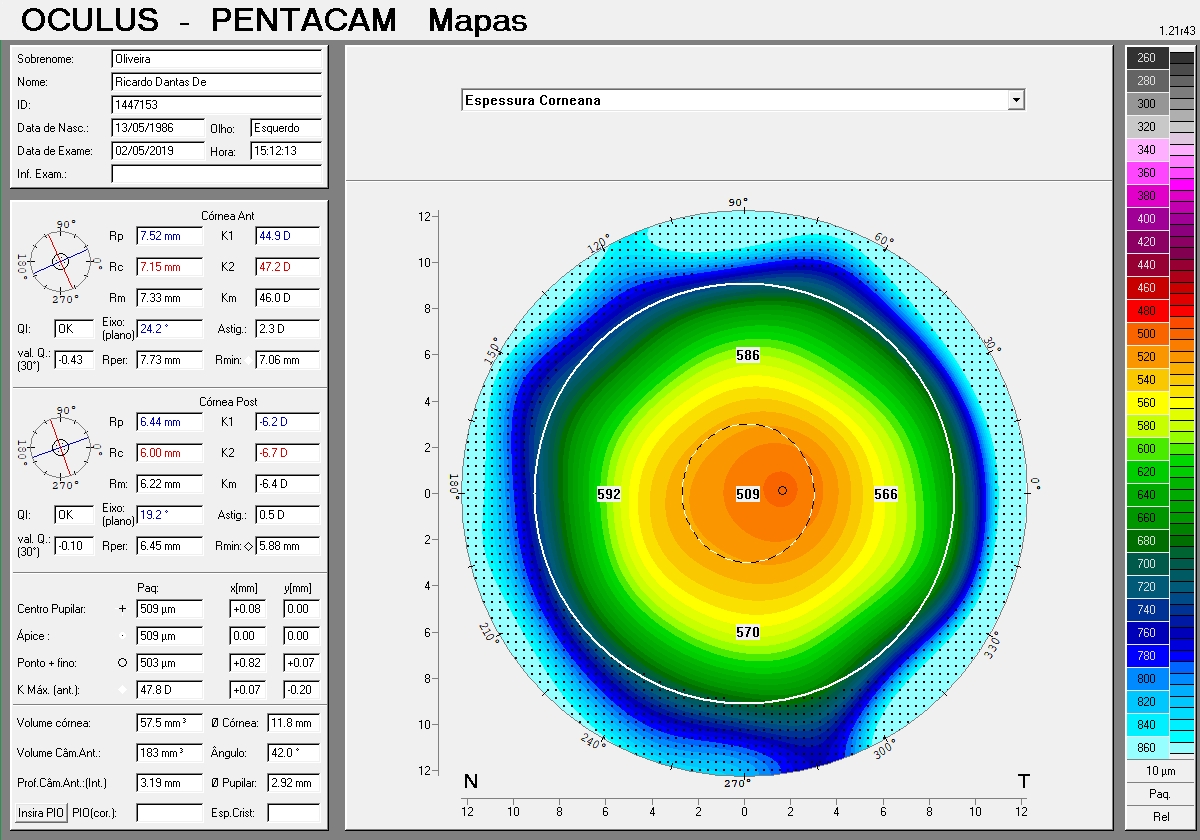 OCULUS - PENTACAM Mapas
1.21r43
Sobrenome: Oliveira
Nome: Ricardo Dantas De
ID: 1447153
Data de Nasc.: 13/05/1986 Olho: Esquerdo
Data de Exame: 02/05/2019 Hora: 15:12:13
Inf. Exam.:
Córnea Ant
90°
180°
0°
270°
Rp 7.52 mm K1 44.9 D
Rc 7.15 mm K2 47.2 D
Rm 7.33 mm Km 46.0 D
QI: OK Eixo: (plano) 24.2 ° Astig.: 2.3 D
val. Q.: (30°) -0.43 Rper: 7.73 mm Rmin: 7.06 mm
Córnea Post
90°
180°
0°
270°
Rp 6.44 mm K1 -6.2 D
Rc 6.00 mm K2 -6.7 D
Rm: 6.22 mm Km -6.4 D
QI: OK Eixo: (plano) 19.2 ° Astig.: 0.5 D
val. Q.: (30°) -0.10 Rper: 6.45 mm Rmin: 5.88 mm
Paq: x[mm] y[mm]
Centro Pupilar: + 509 µm +0.08 0.00
Ápice : 509 µm 0.00 0.00
Ponto + fino: 503 µm +0.82 +0.07
K Máx. (ant.): 47.8 D +0.07 -0.20
Volume córnea: 57.5 mm³ Ø Córnea: 11.8 mm
Volume Câm.Ant.: 183 mm³ Ângulo: 42.0 °
Prof.Câm.Ant.:(Int.) 3.19 mm Ø Pupilar: 2.92 mm
Insira PIO PIO(cor.): Esp.Crist:
Espessura Corneana
90°
120°
60°
150°
30°
180°
0°
210°
330°
240°
300°
270°
12
10
8
6
4
2
0
2
4
6
8
10
12
586
592 509 566
570
N T
12 10 8 6 4 2 0 2 4 6 8 10 12
260
280
300
320
340
360
380
400
420
440
460
480
500
520
540
560
580
600
620
640
660
680
700
720
740
760
780
800
820
840
860
10 µm
Paq.
Rel